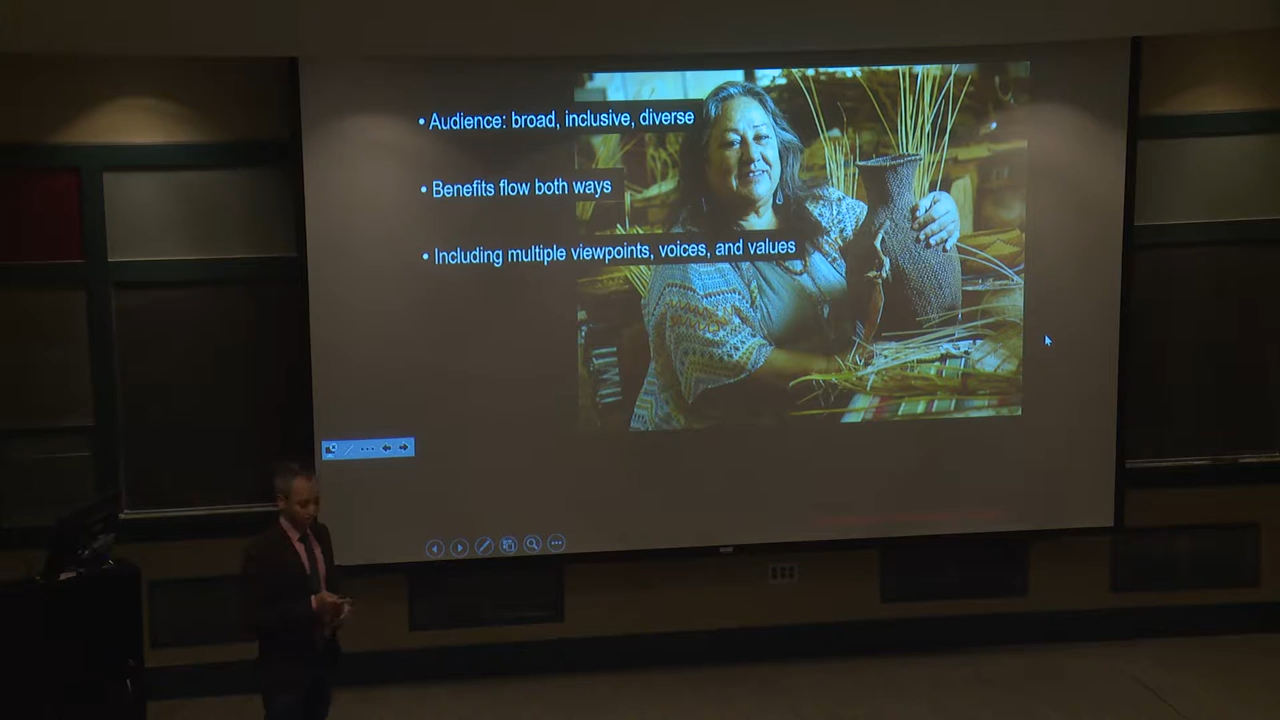 • Audience: broad, inclusive, diverse
• Benefits flow both ways
• Including multiple viewpoints, voices, and values